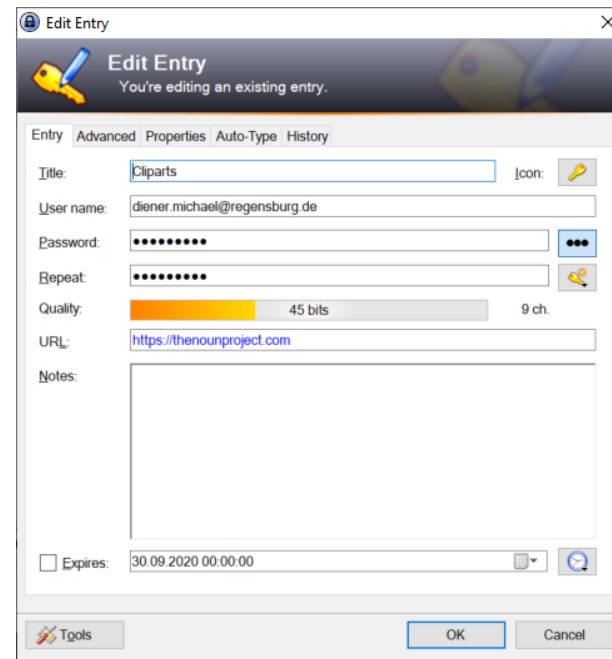 Edit Entry
Edit Entry
You're editing an existing entry.
Entry Advanced Properties Auto-Type History
Title: Cliparts Icon:
User name: diener.michael@regensburg.de
Password: ●●●●●●●●● ●●●
Repeat: ●●●●●●●●●
Quality: 45 bits 9 ch.
URL: https://thenounproject.com
Notes:
Expires: 30.09.2020 00:00:00
Tools OK Cancel